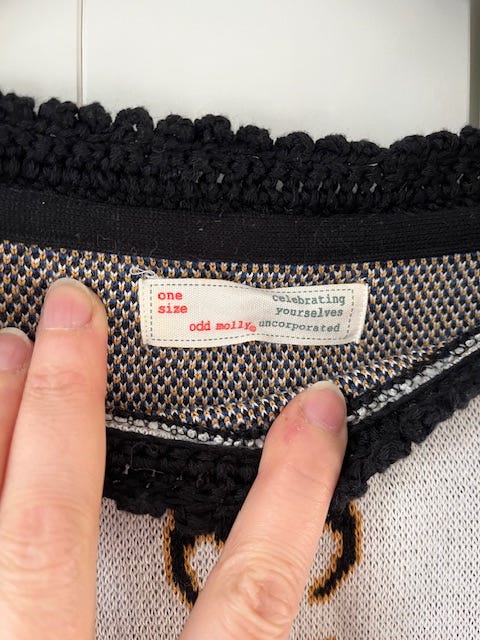 one
size
celebrating
yourselves
odd molly® uncorporated